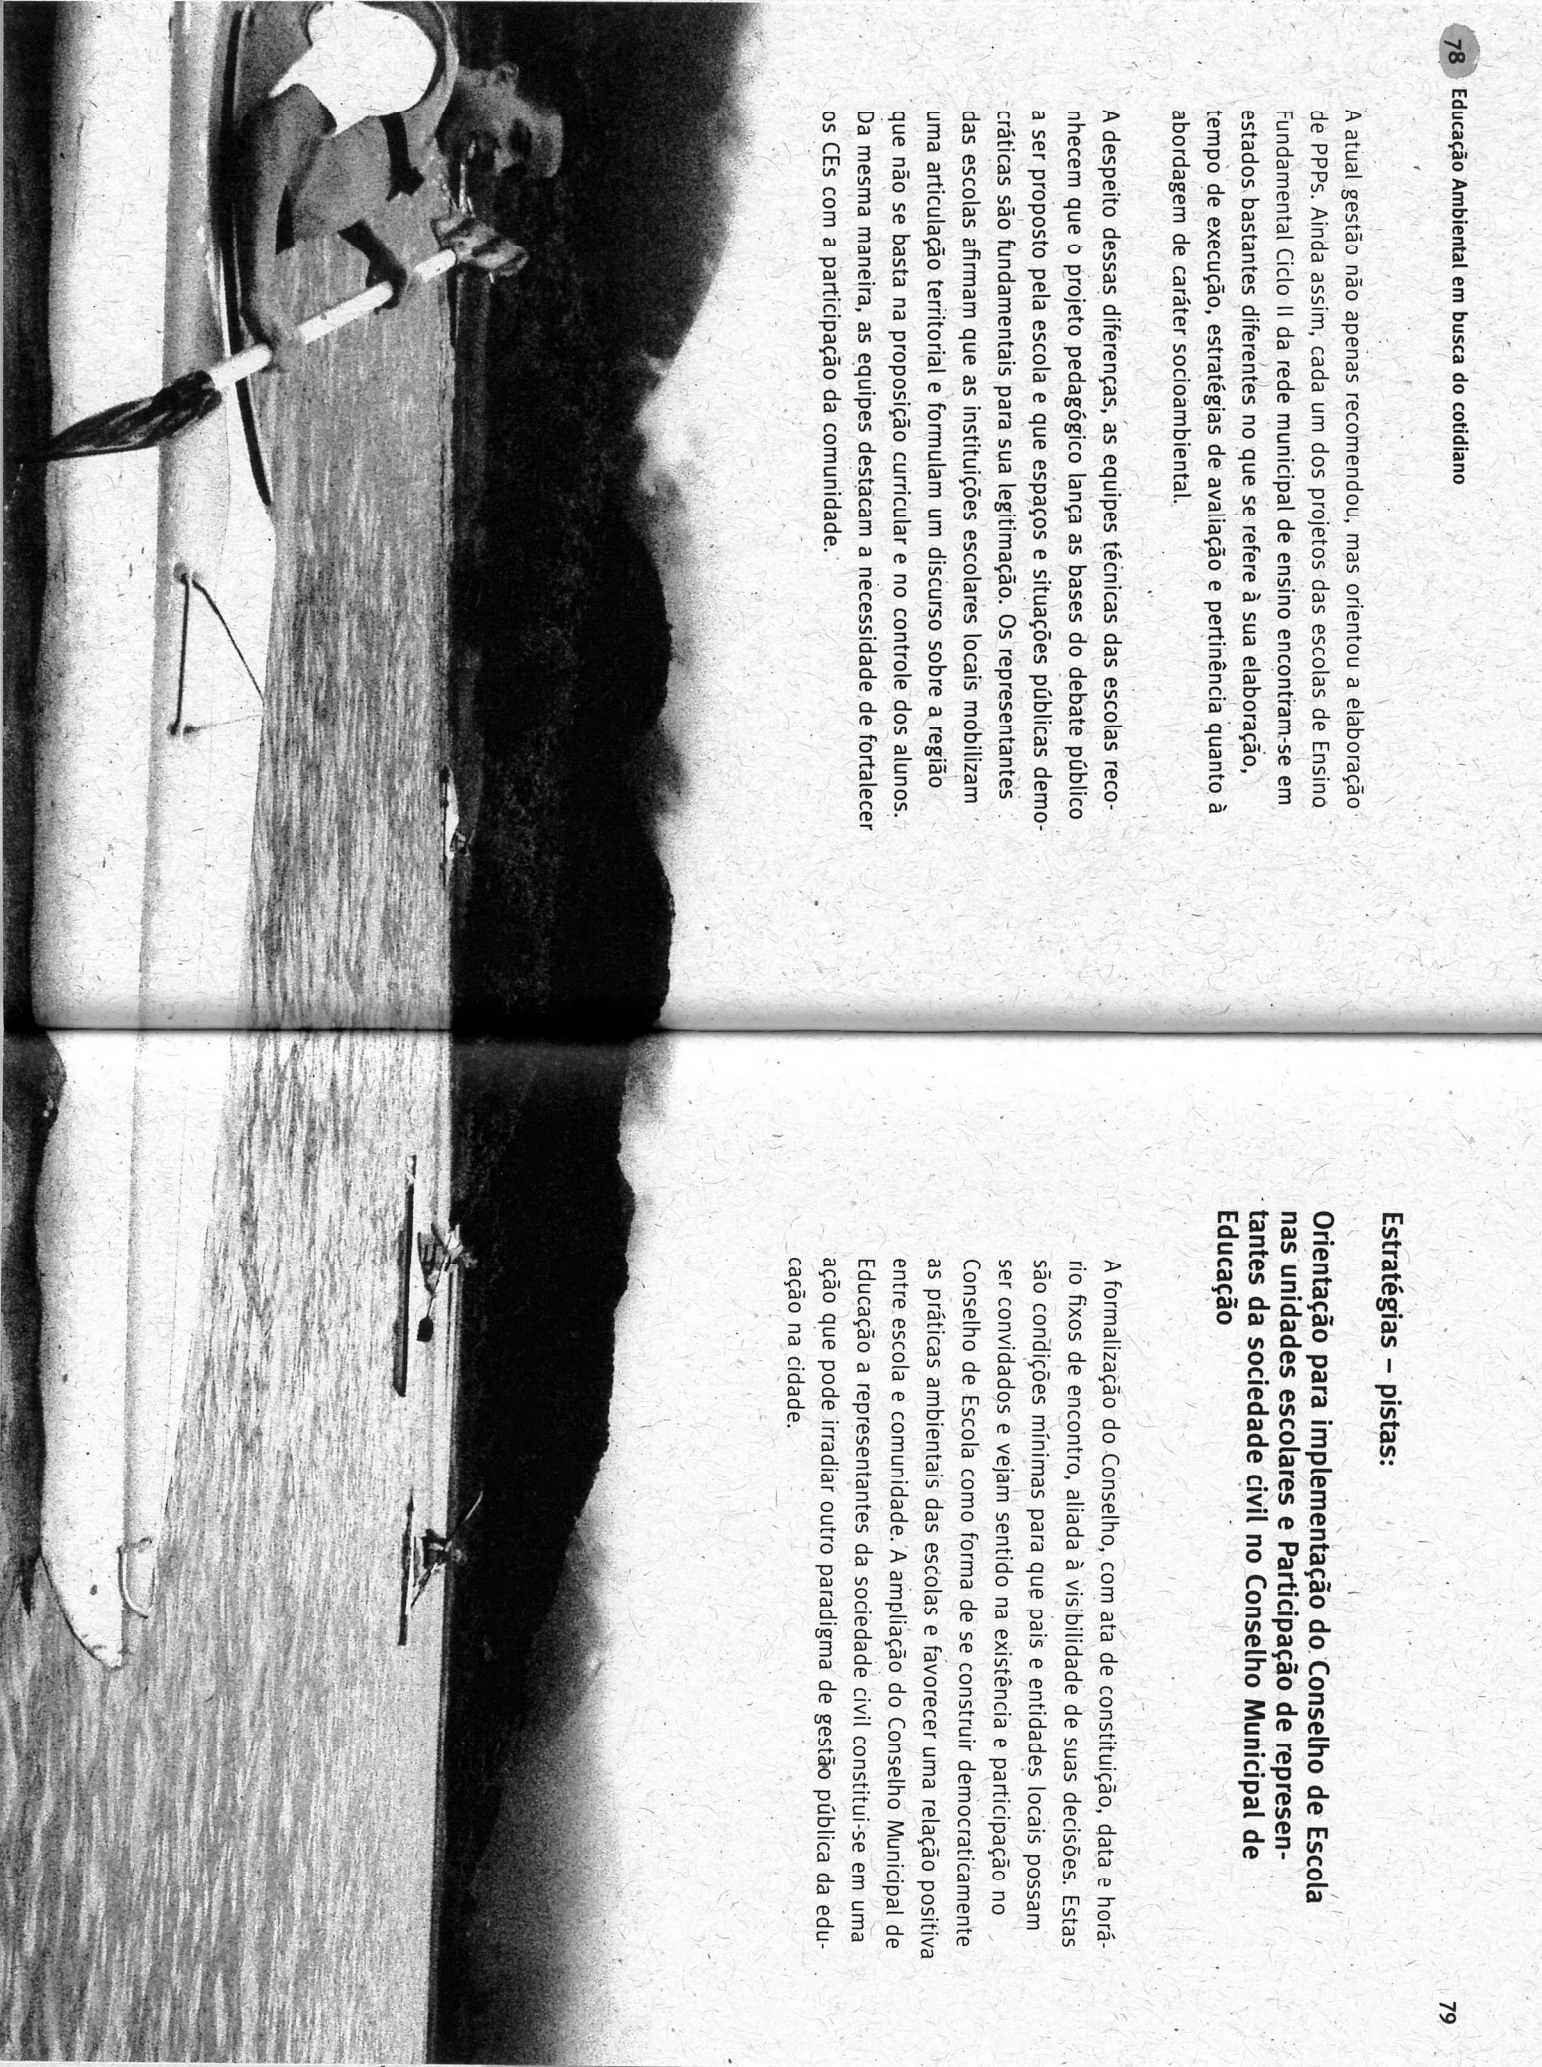 78 Educação Ambiental em busca do cotidiano
A atual gestão não apenas recomendou, mas orientou a elaboração
de PPPs. Ainda assim, cada um dos projetos das escolas de Ensino
Fundamental Ciclo II da rede municipal de ensino encontram-se em
estados bastantes diferentes no que se refere à sua elaboração,
tempo de execução, estratégias de avaliação e pertinência quanto à
abordagem de caráter socioambiental.
A despeito dessas diferenças, as equipes técnicas das escolas reco-
nhecem que o projeto pedagógico lança as bases do debate público
a ser proposto pela escola e que espaços e situações públicas demo-
cráticas são fundamentais para sua legitimação. Os representantes
das escolas afirmam que as instituições escolares locais mobilizam
uma articulação territorial e formulam um discurso sobre a região
que não se basta na proposição curricular e no controle dos alunos.
Da mesma maneira, as equipes destacam a necessidade de fortalecer
os CEs com a participação da comunidade.
79
Estratégias – pistas:
Orientação para implementação do Conselho de Escola
nas unidades escolares e Participação de represen-
tantes da sociedade civil no Conselho Municipal de
Educação
A formalização do Conselho, com ata de constituição, data e horá-
rio fixos de encontro, aliada à visibilidade de suas decisões. Estas
são condições mínimas para que pais e entidades locais possam
ser convidados e vejam sentido na existência e participação no
Conselho de Escola como forma de se construir democraticamente
as práticas ambientais das escolas e favorecer uma relação positiva
entre escola e comunidade. A ampliação do Conselho Municipal de
Educação a representantes da sociedade civil constitui-se em uma
ação que pode irradiar outro paradigma de gestão pública da edu-
cação na cidade.